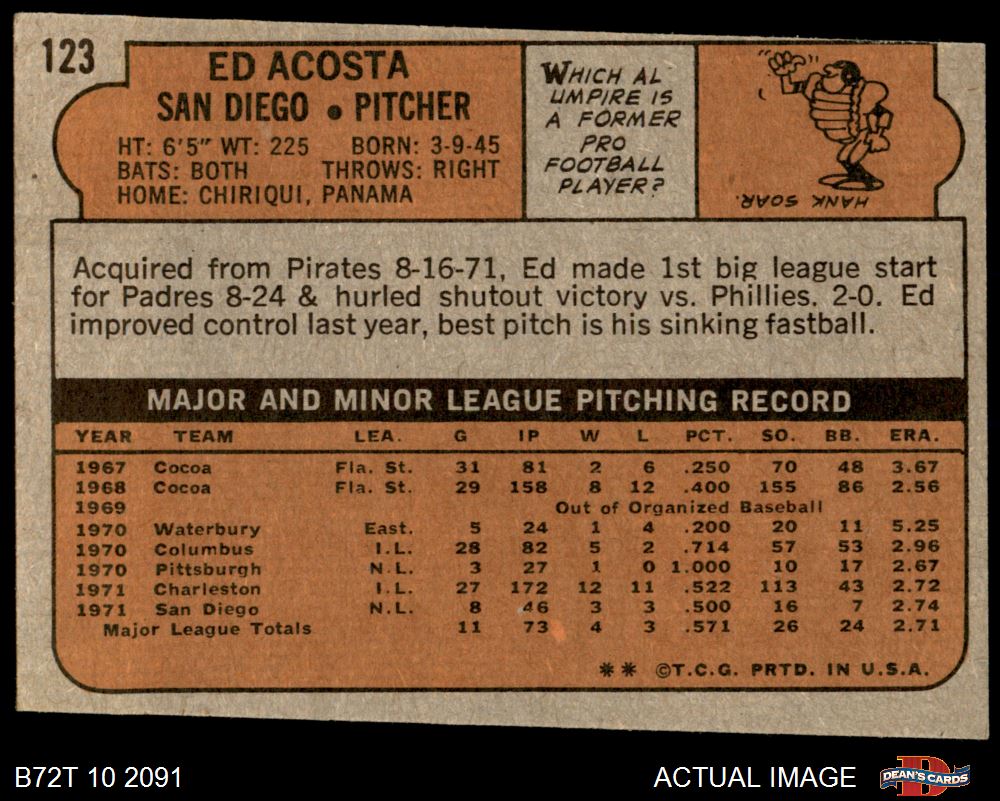 123
ED ACOSTA
SAN DIEGO • PITCHER
HT: 6'5" WT: 225 BORN: 3-9-45
BATS: BOTH THROWS: RIGHT
HOME: CHIRIQUI, PANAMA
WHICH AL
UMPIRE IS
A FORMER
PRO
FOOTBALL
PLAYER?
HANK SOAR.
Acquired from Pirates 8-16-71, Ed made 1st big league start
for Padres 8-24 & hurled shutout victory vs. Phillies. 2-0. Ed
improved control last year, best pitch is his sinking fastball.
MAJOR AND MINOR LEAGUE PITCHING RECORD
YEAR TEAM LEA. G IP W L PCT. SO. BB. ERA.
1967 Cocoa Fla. St. 31 81 2 6 .250 70 48 3.67
1968 Cocoa Fla. St. 29 158 8 12 .400 155 86 2.56
1969 Out of Organized Baseball
1970 Waterbury East. 5 24 1 4 .200 20 11 5.25
1970 Columbus I.L. 28 82 5 2 .714 57 53 2.96
1970 Pittsburgh N.L. 3 27 1 0 1.000 10 17 2.67
1971 Charleston I.L. 27 172 12 11 .522 113 43 2.72
1971 San Diego N.L. 8 46 3 3 .500 16 7 2.74
Major League Totals 11 73 4 3 .571 26 24 2.71
** ©T.C.G. PRTD. IN U.S.A.
B72T 10 2091 ACTUAL IMAGE DEAN'S CARDS